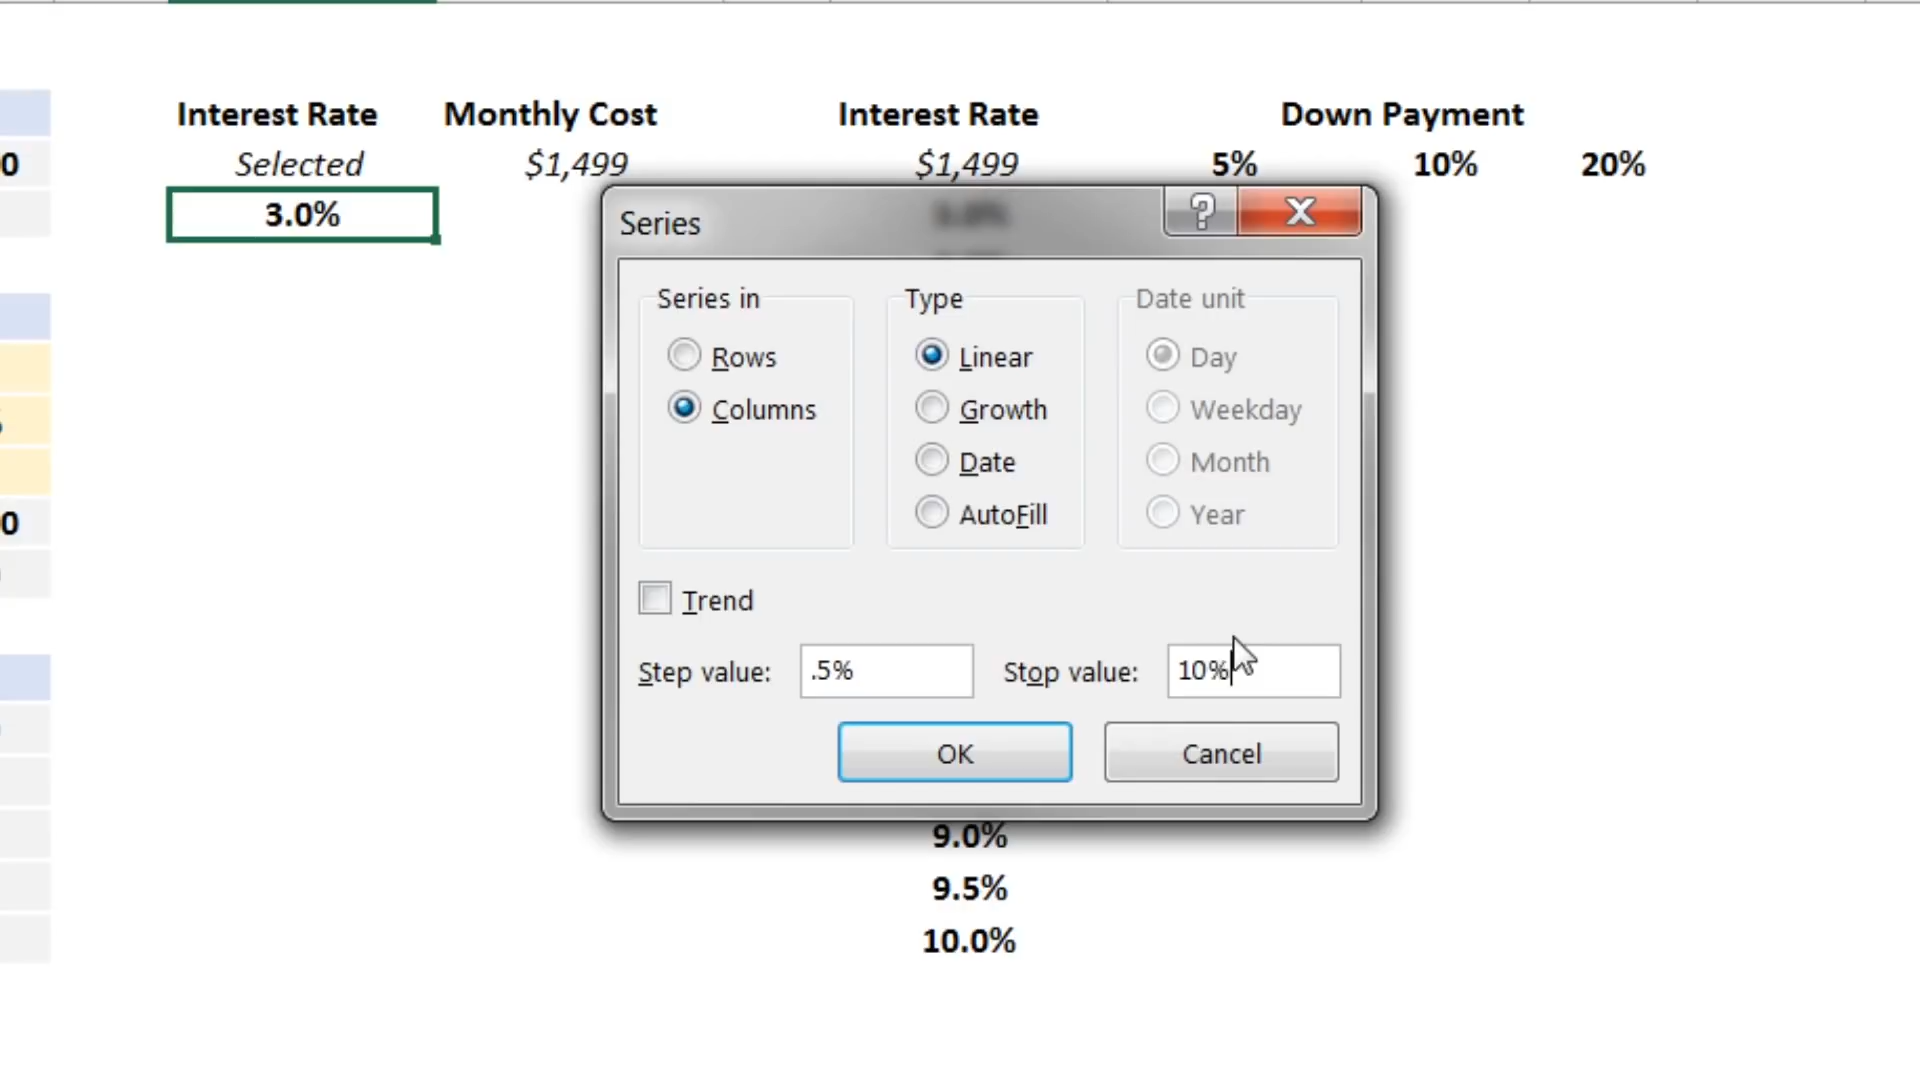 Interest Rate Monthly Cost Interest Rate Down Payment
0 Selected $1,499 $1,499 5% 10% 20%
3.0%
Series
Series in Type Date unit
Rows Linear Day
Columns Growth Weekday
Date Month
0 AutoFill Year
Trend
Step value: .5% Stop value: 10%
OK Cancel
9.0%
9.5%
10.0%